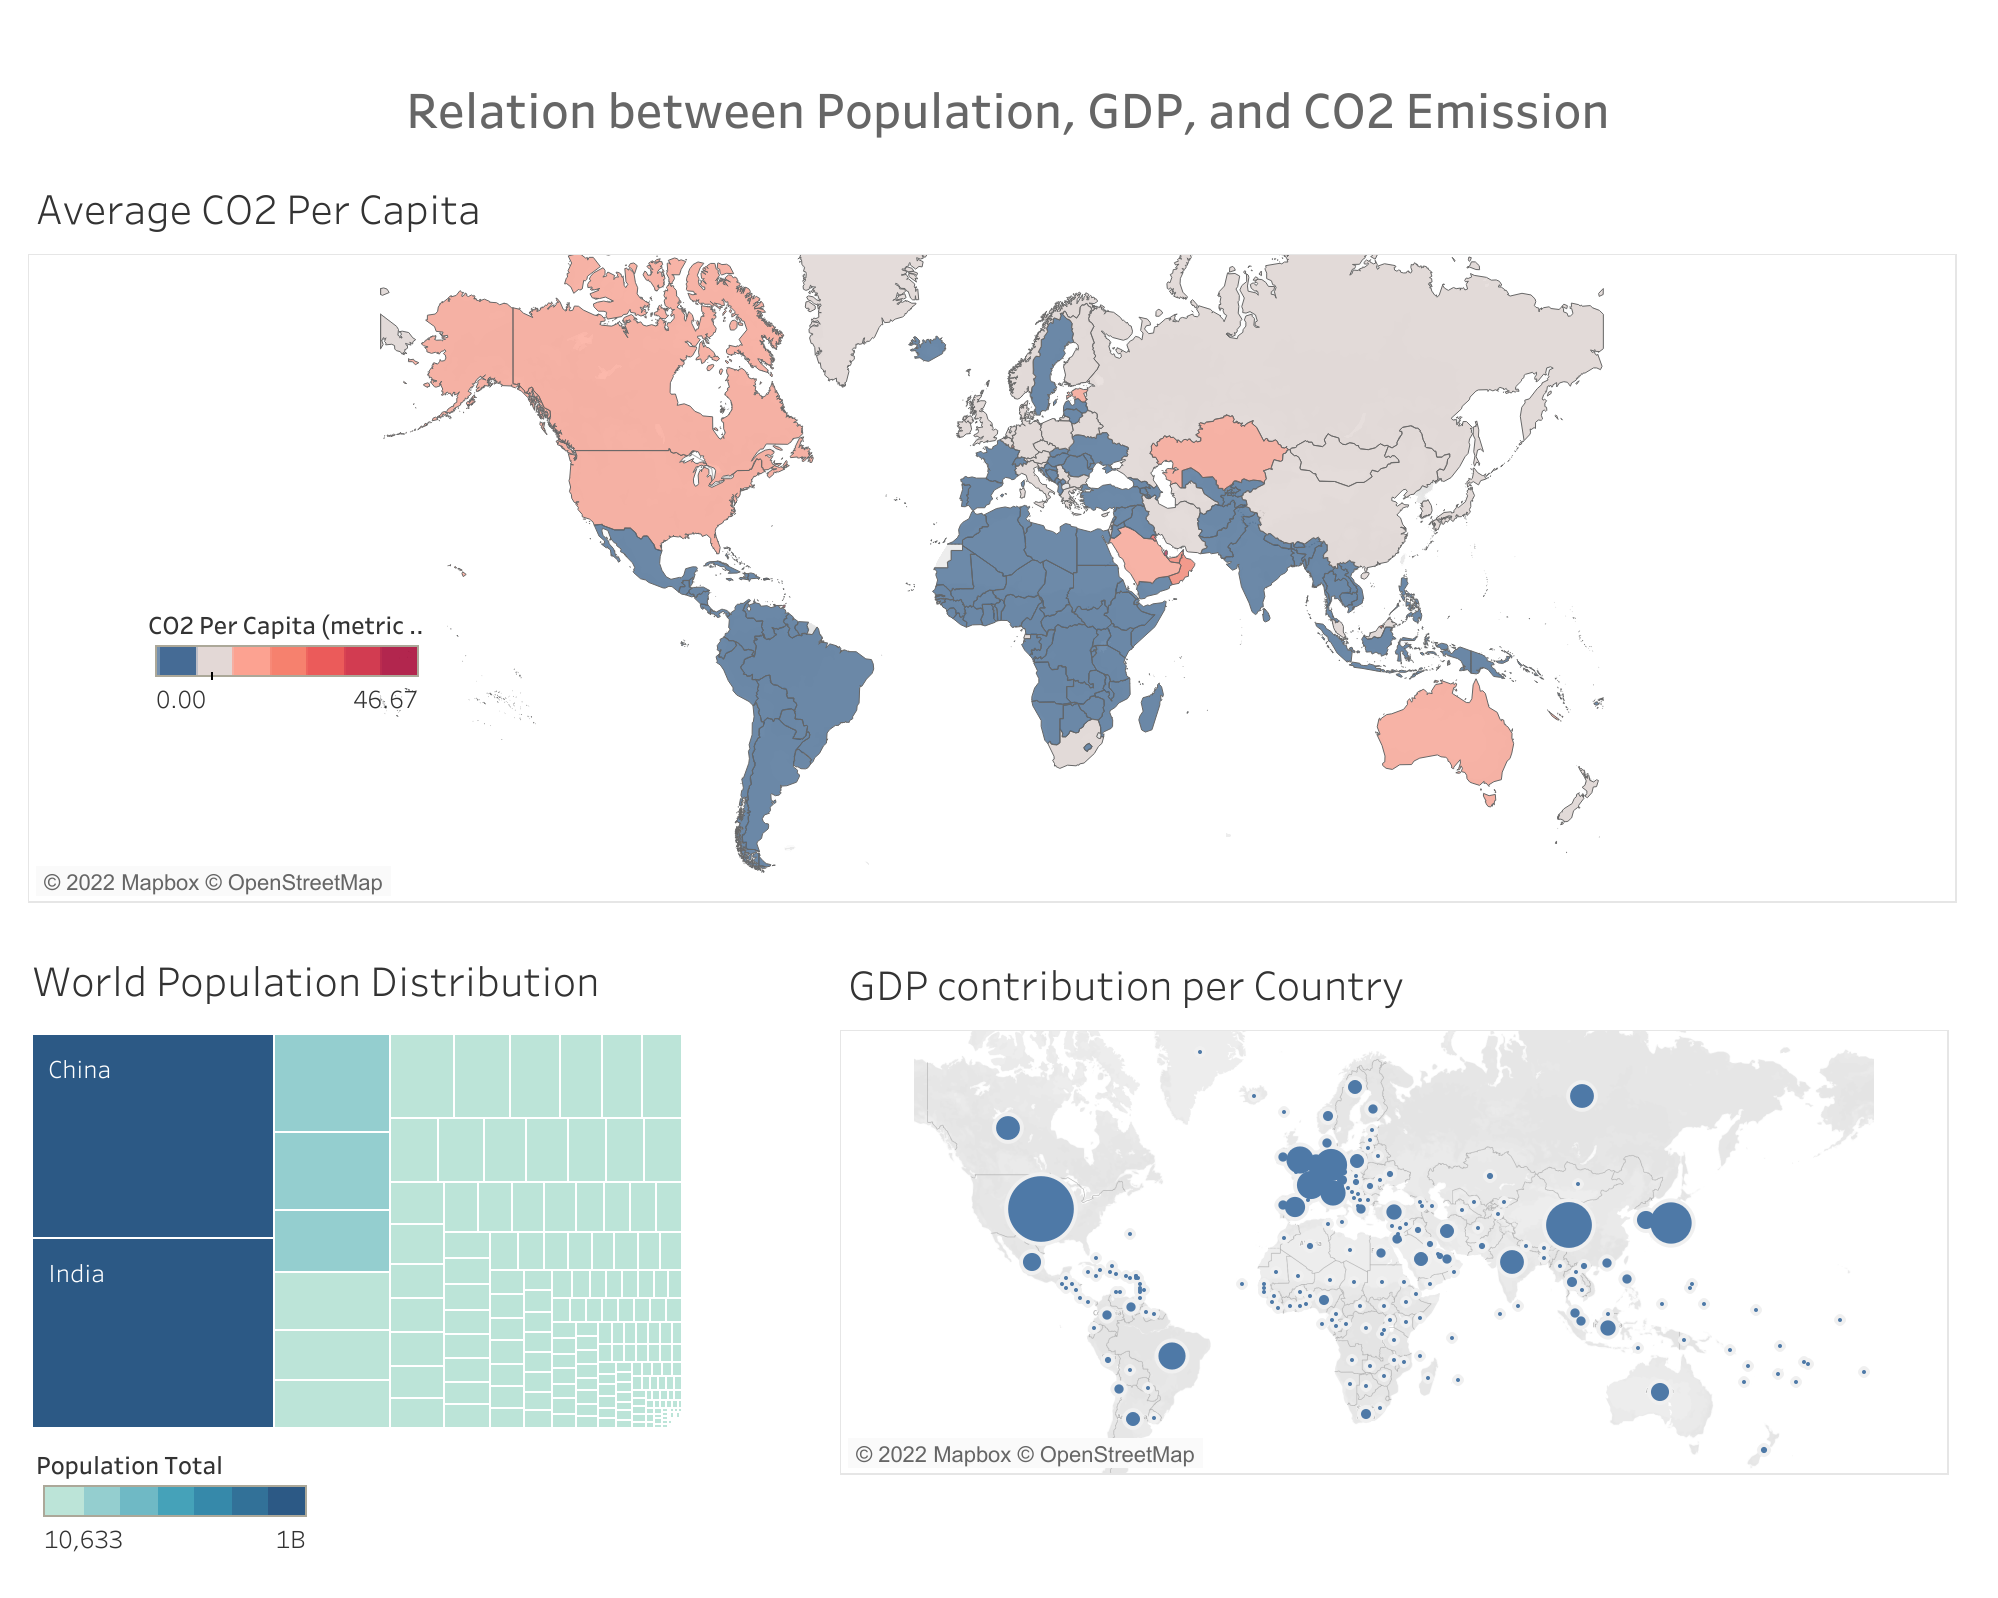 Relation between Population, GDP, and CO2 Emission
Average CO2 Per Capita
CO2 Per Capita (metric ..
0.00
46.67
© 2022 Mapbox © OpenStreetMap
World Population Distribution
China
India
Population Total
10,633
1B
GDP contribution per Country
© 2022 Mapbox © OpenStreetMap